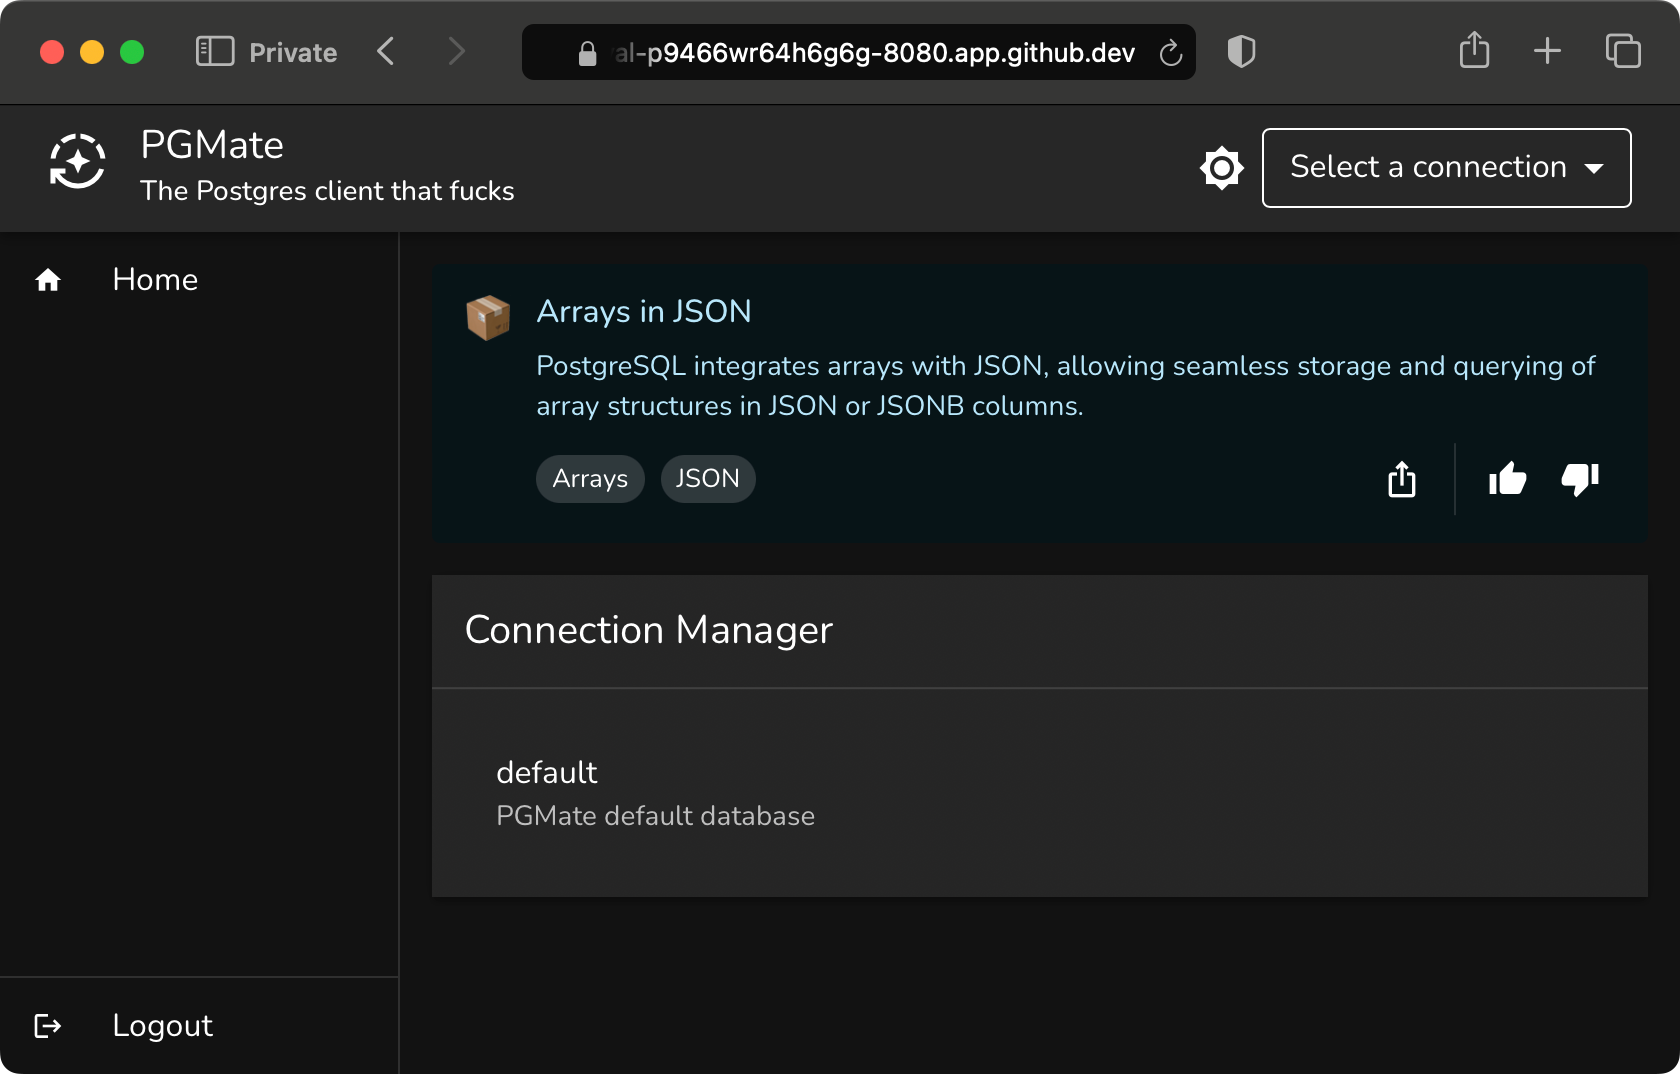 Private
al-p9466wr64h6g6g-8080.app.github.dev
PGMate
The Postgres client that fucks
Select a connection
Home
Arrays in JSON
PostgreSQL integrates arrays with JSON, allowing seamless storage and querying of
array structures in JSON or JSONB columns.
Arrays JSON
Connection Manager
default
PGMate default database
Logout